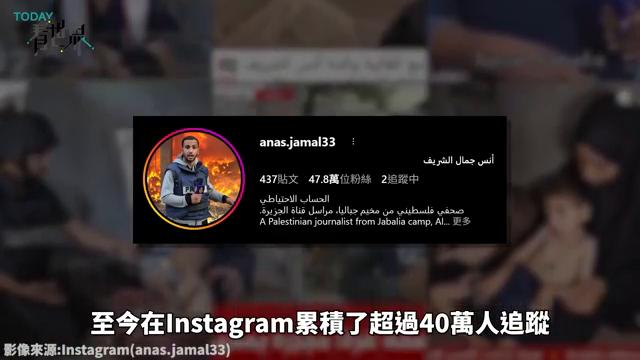 TODAY
看世界
anas.jamal33
أنس جمال الشريف
437貼文 47.8萬位粉絲 2追蹤中
الحساب الاحتياطي
صحفي فلسطيني من مخيم جباليا، مراسل قناة الجزيرة.
A Palestinian journalist from Jabalia camp, Al... 更多
至今在Instagram累積了超過40萬人追蹤
影像來源:Instagram(anas.jamal33)